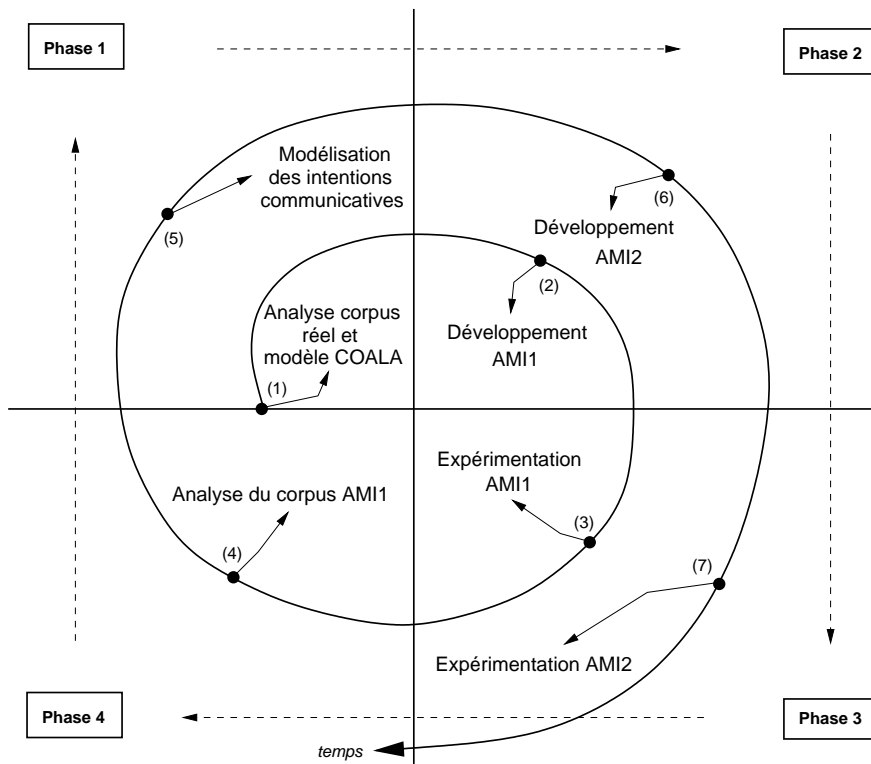 Phase 1
Phase 2
Modélisation
des intentions
communicatives
(5)
(6)
Développement
AMI2
(2)
Développement
AMI1
Analyse corpus
réel et
modèle COALA
(1)
Expérimentation
AMI1
(3)
Analyse du corpus AMI1
(4)
(7)
Expérimentation AMI2
Phase 4
Phase 3
temps